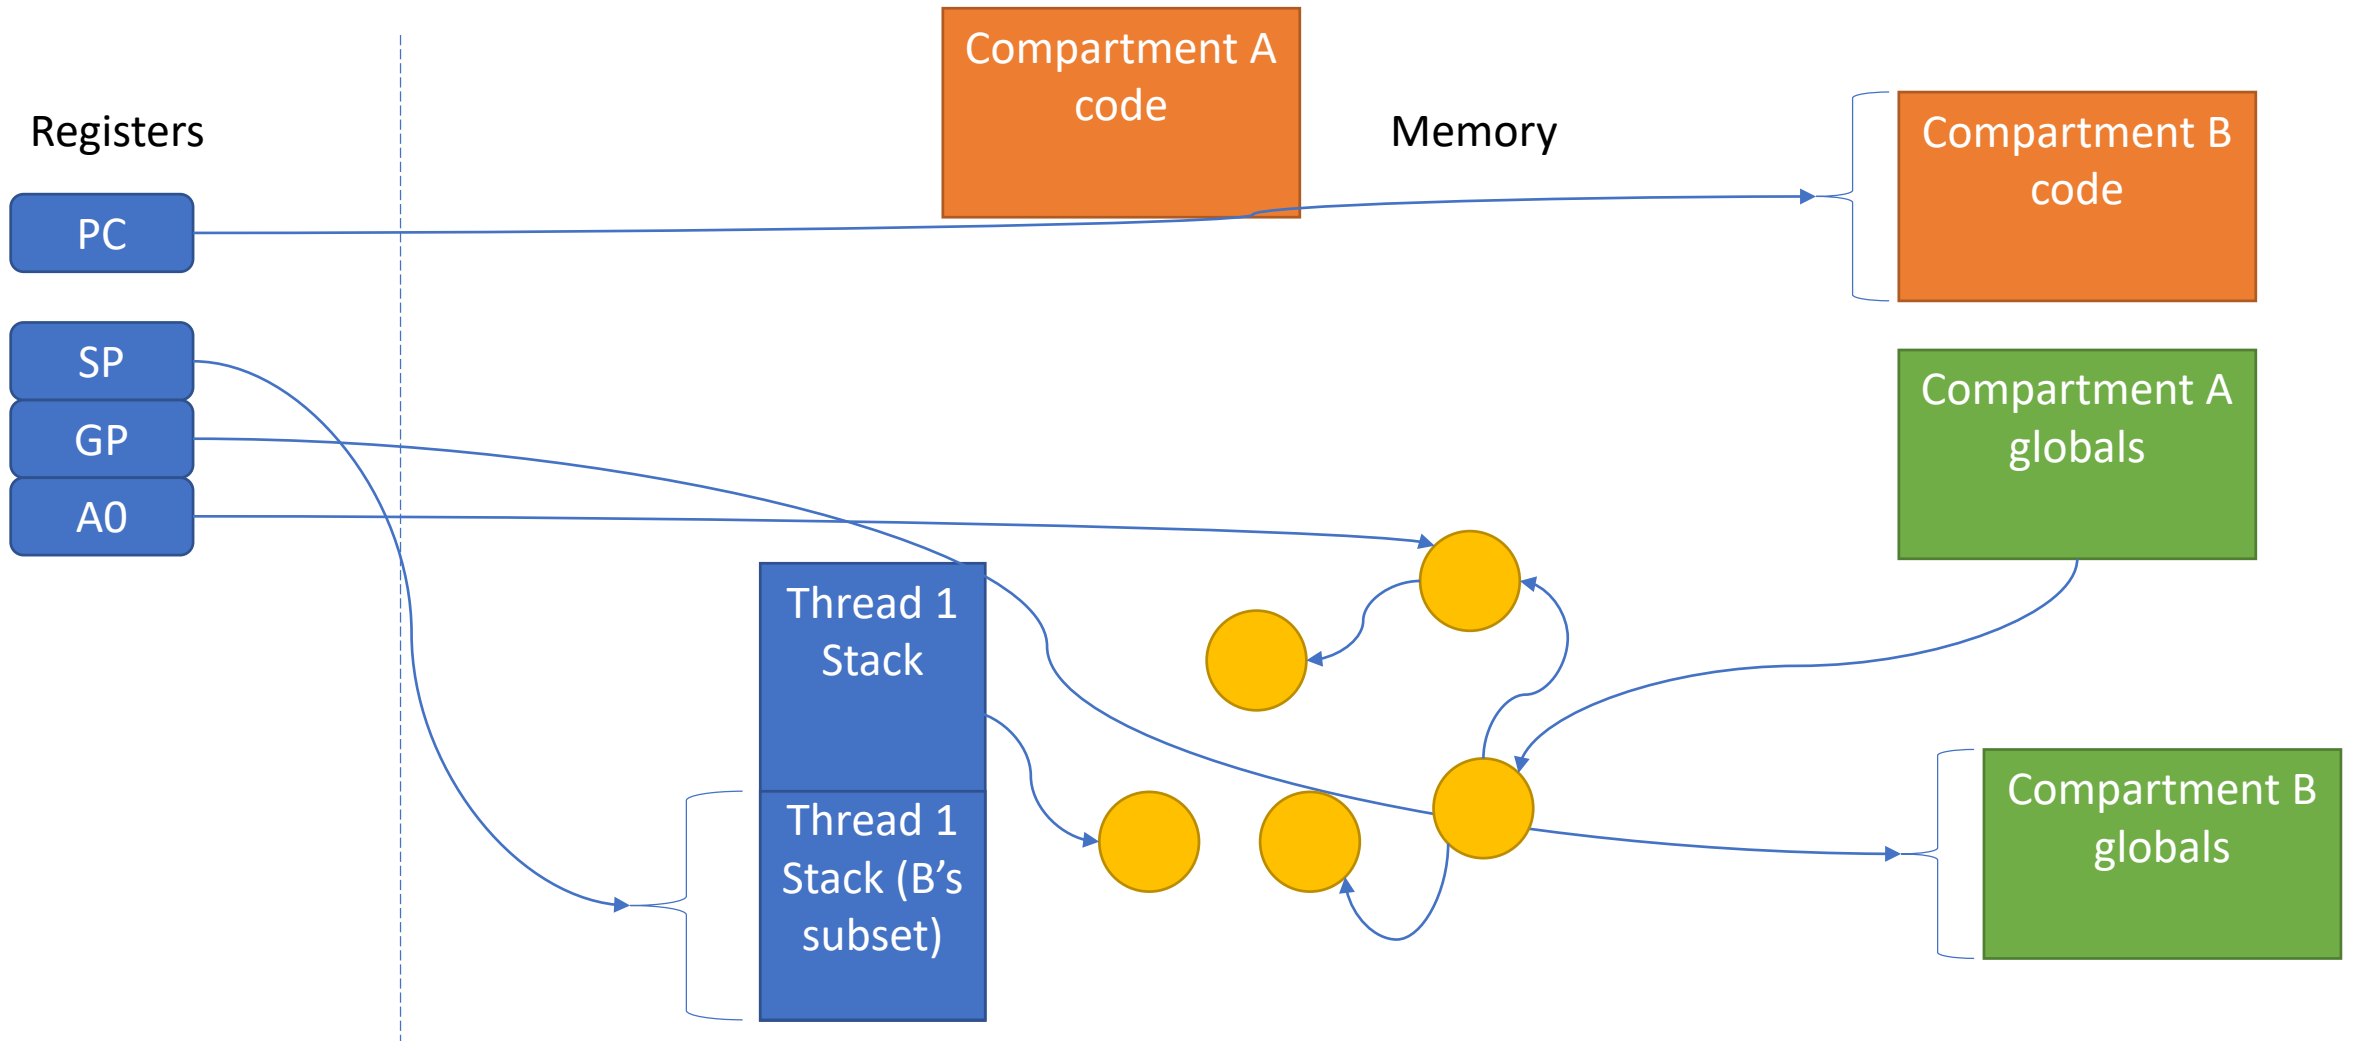 Compartment A
code
Registers
Memory
Compartment B
code
PC
SP
GP
A0
Compartment A
globals
Thread 1
Stack
Thread 1
Stack (B’s
subset)
Compartment B
globals